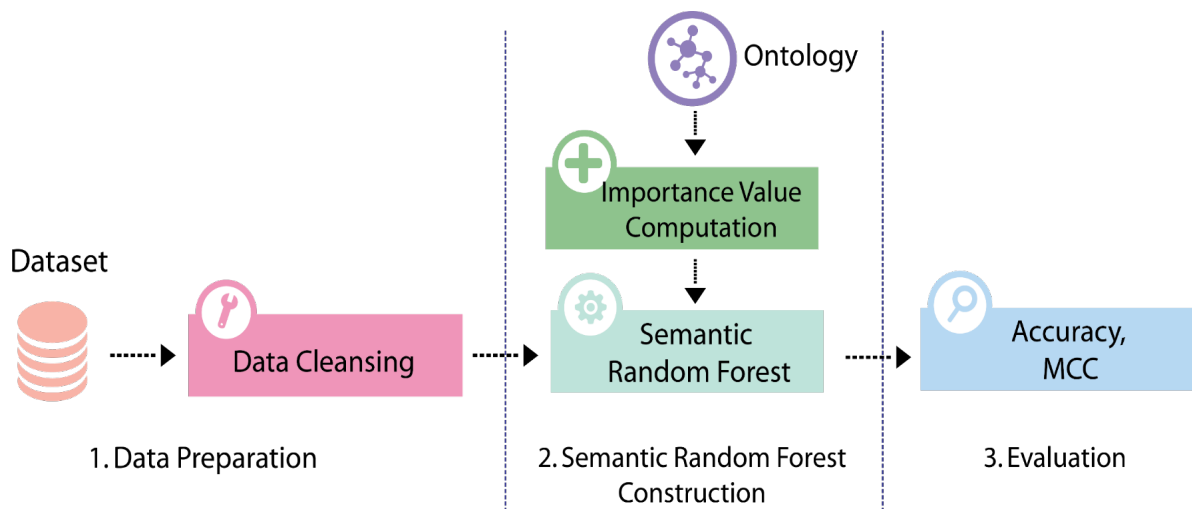 Ontology
Importance Value
Computation
Dataset
Data Cleansing
Semantic
Random Forest
Accuracy,
MCC
1. Data Preparation
2. Semantic Random Forest
Construction
3. Evaluation